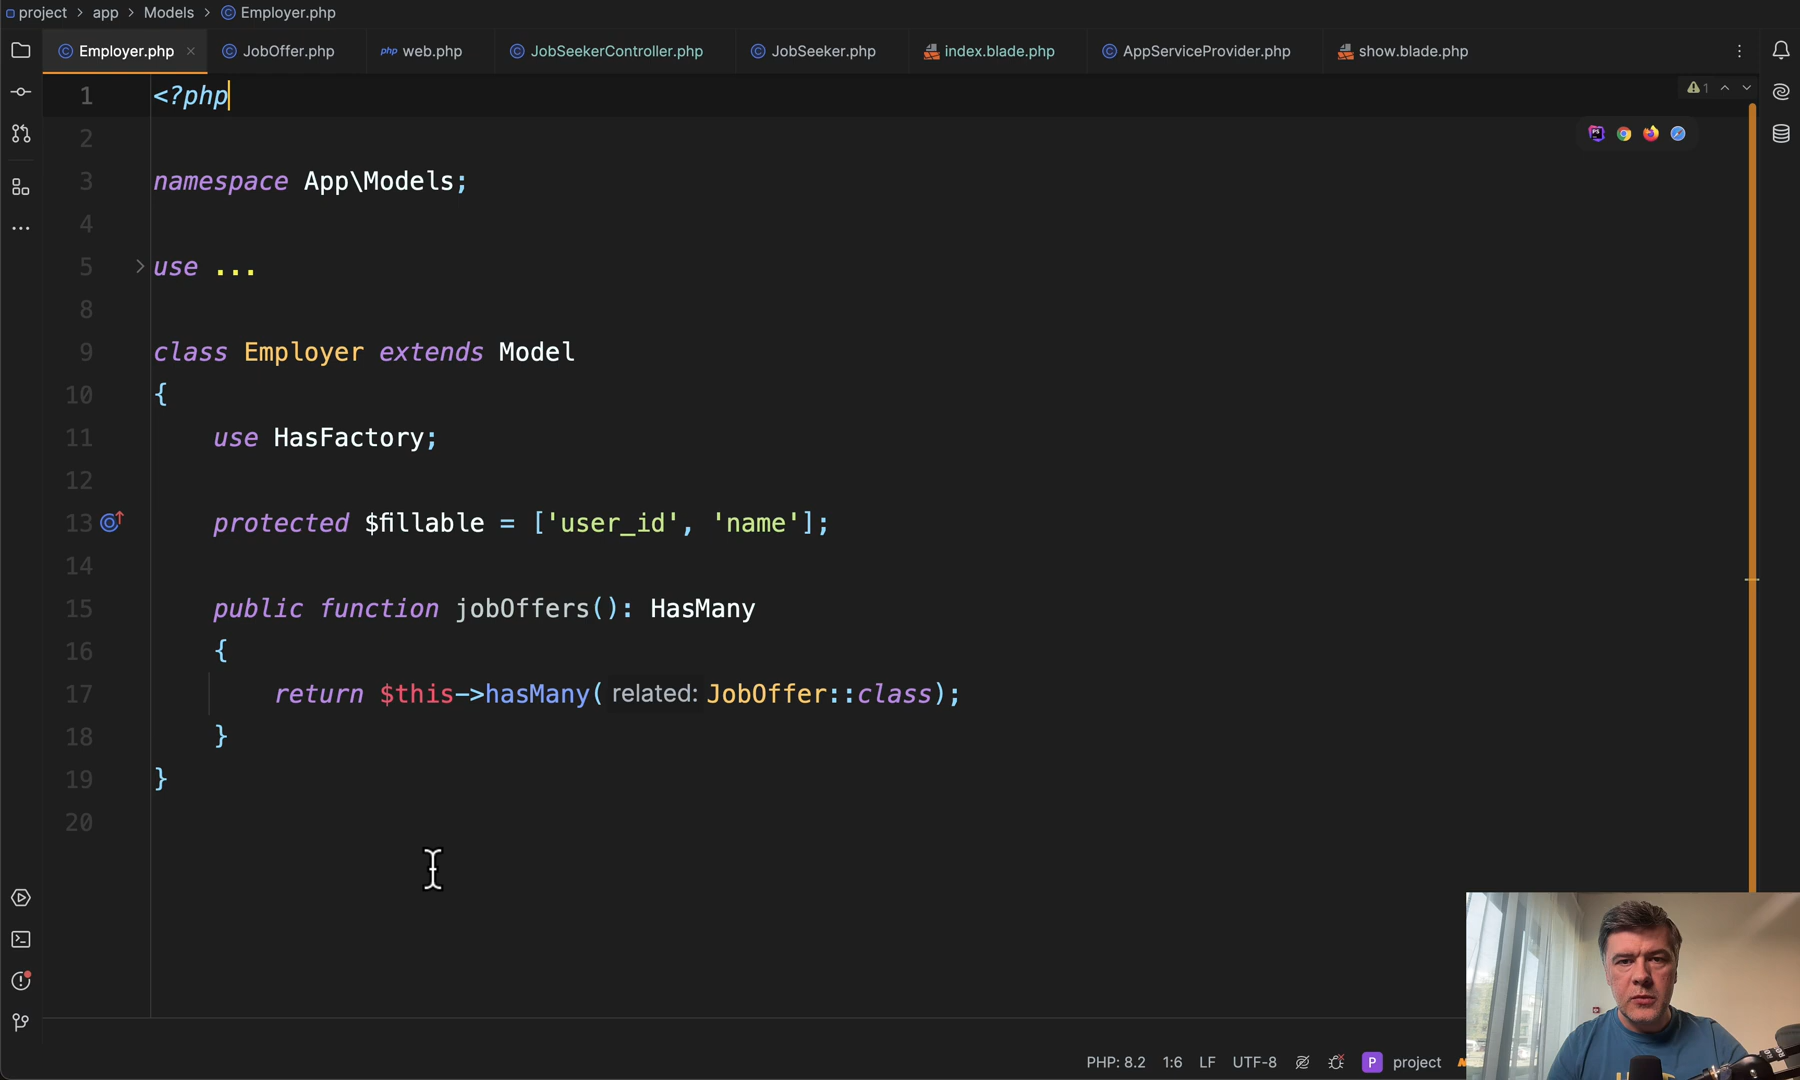 project > app > Models > Employer.php
Employer.php × JobOffer.php php web.php JobSeekerController.php JobSeeker.php index.blade.php AppServiceProvider.php show.blade.php
1 <?php
1
2
3 namespace App\Models;
4
5 use ...
8
9 class Employer extends Model
10 {
11 use HasFactory;
12
13 protected $fillable = ['user_id', 'name'];
14
15 public function jobOffers(): HasMany
16 {
17 return $this->hasMany( related: JobOffer::class);
18 }
19 }
20
PHP: 8.2 1:6 LF UTF-8 P project